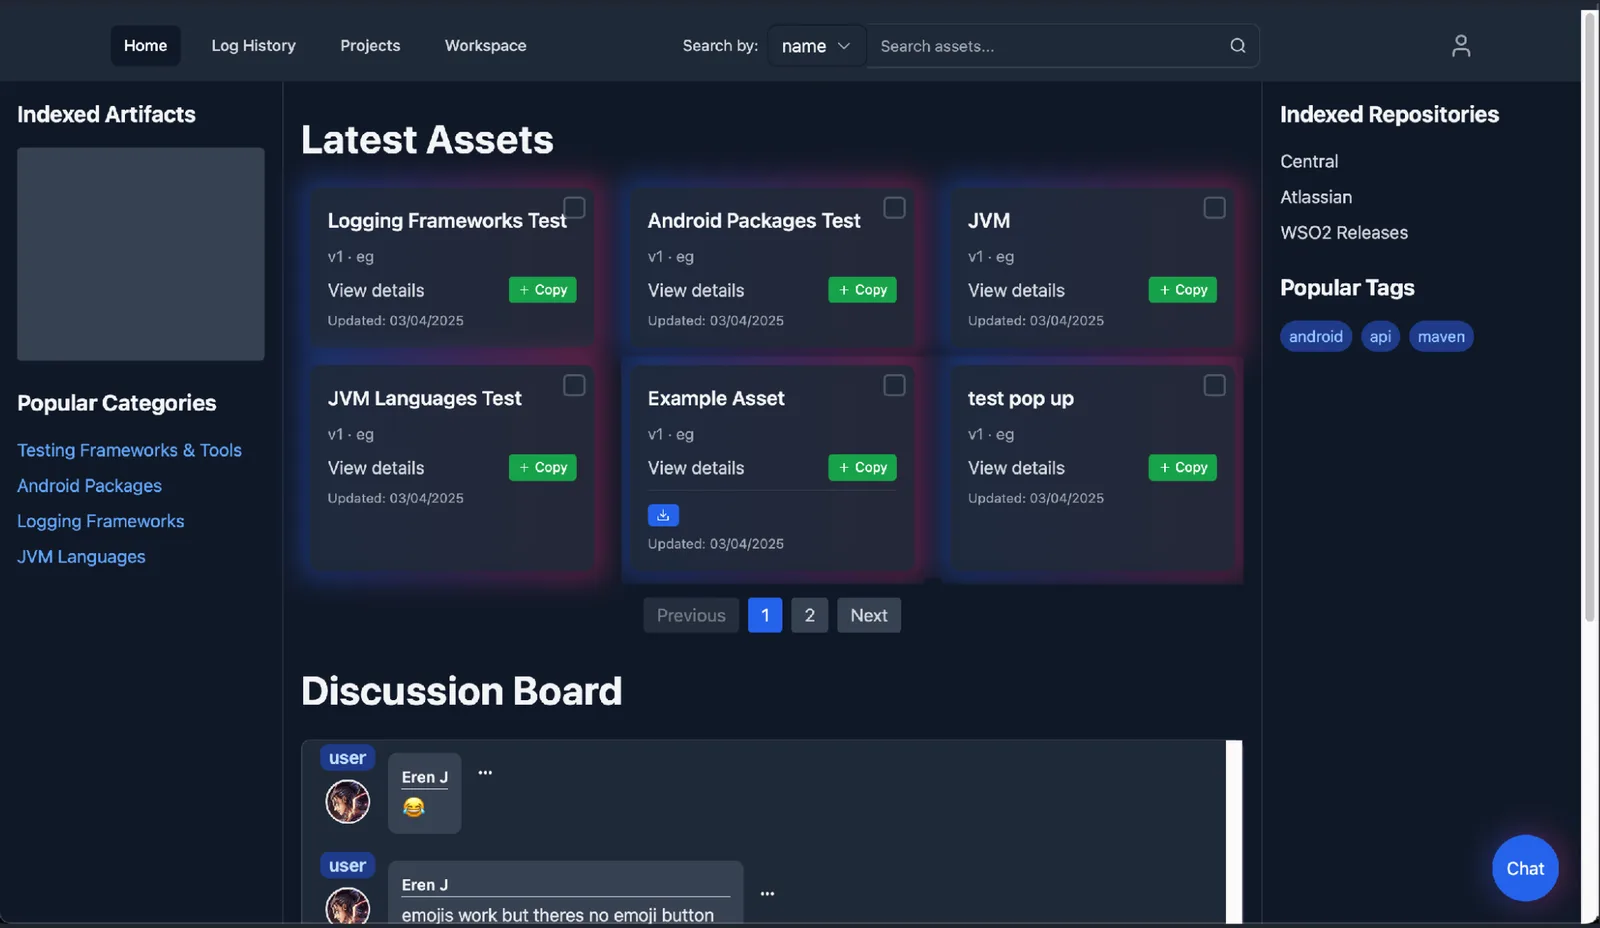 Home Log History Projects Workspace Search by: name Search assets...
Indexed Artifacts
Popular Categories
Testing Frameworks & Tools
Android Packages
Logging Frameworks
JVM Languages
Latest Assets
Logging Frameworks Test
v1 · eg
View details + Copy
Updated: 03/04/2025
Android Packages Test
v1 · eg
View details + Copy
Updated: 03/04/2025
JVM
v1 · eg
View details + Copy
Updated: 03/04/2025
JVM Languages Test
v1 · eg
View details + Copy
Updated: 03/04/2025
Example Asset
v1 · eg
View details + Copy
Updated: 03/04/2025
test pop up
v1 · eg
View details + Copy
Updated: 03/04/2025
Previous 1 2 Next
Discussion Board
user
Eren J
😂
...
user
Eren J
emojis work but theres no emoji button
...
Indexed Repositories
Central
Atlassian
WSO2 Releases
Popular Tags
android api maven
Chat